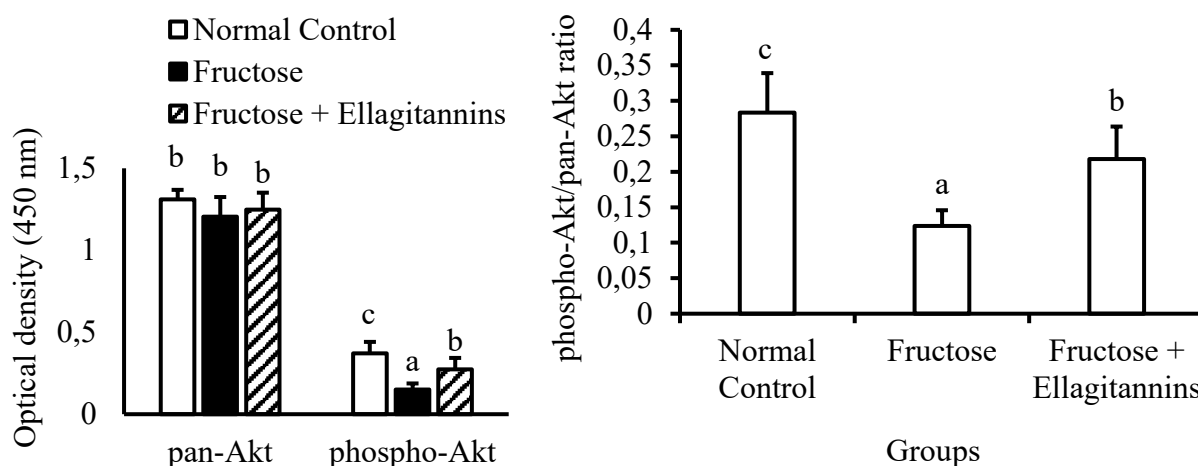 Normal Control
Fructose
Fructose + Ellagitannins
Optical density (450 nm)
1,5
1
0,5
0
b
b
b
c
a
b
pan-Akt
phospho-Akt
phospho-Akt/pan-Akt ratio
0,4
0,35
0,3
0,25
0,2
0,15
0,1
0,05
0
c
a
b
Normal
Control
Fructose
Fructose +
Ellagitannins
Groups